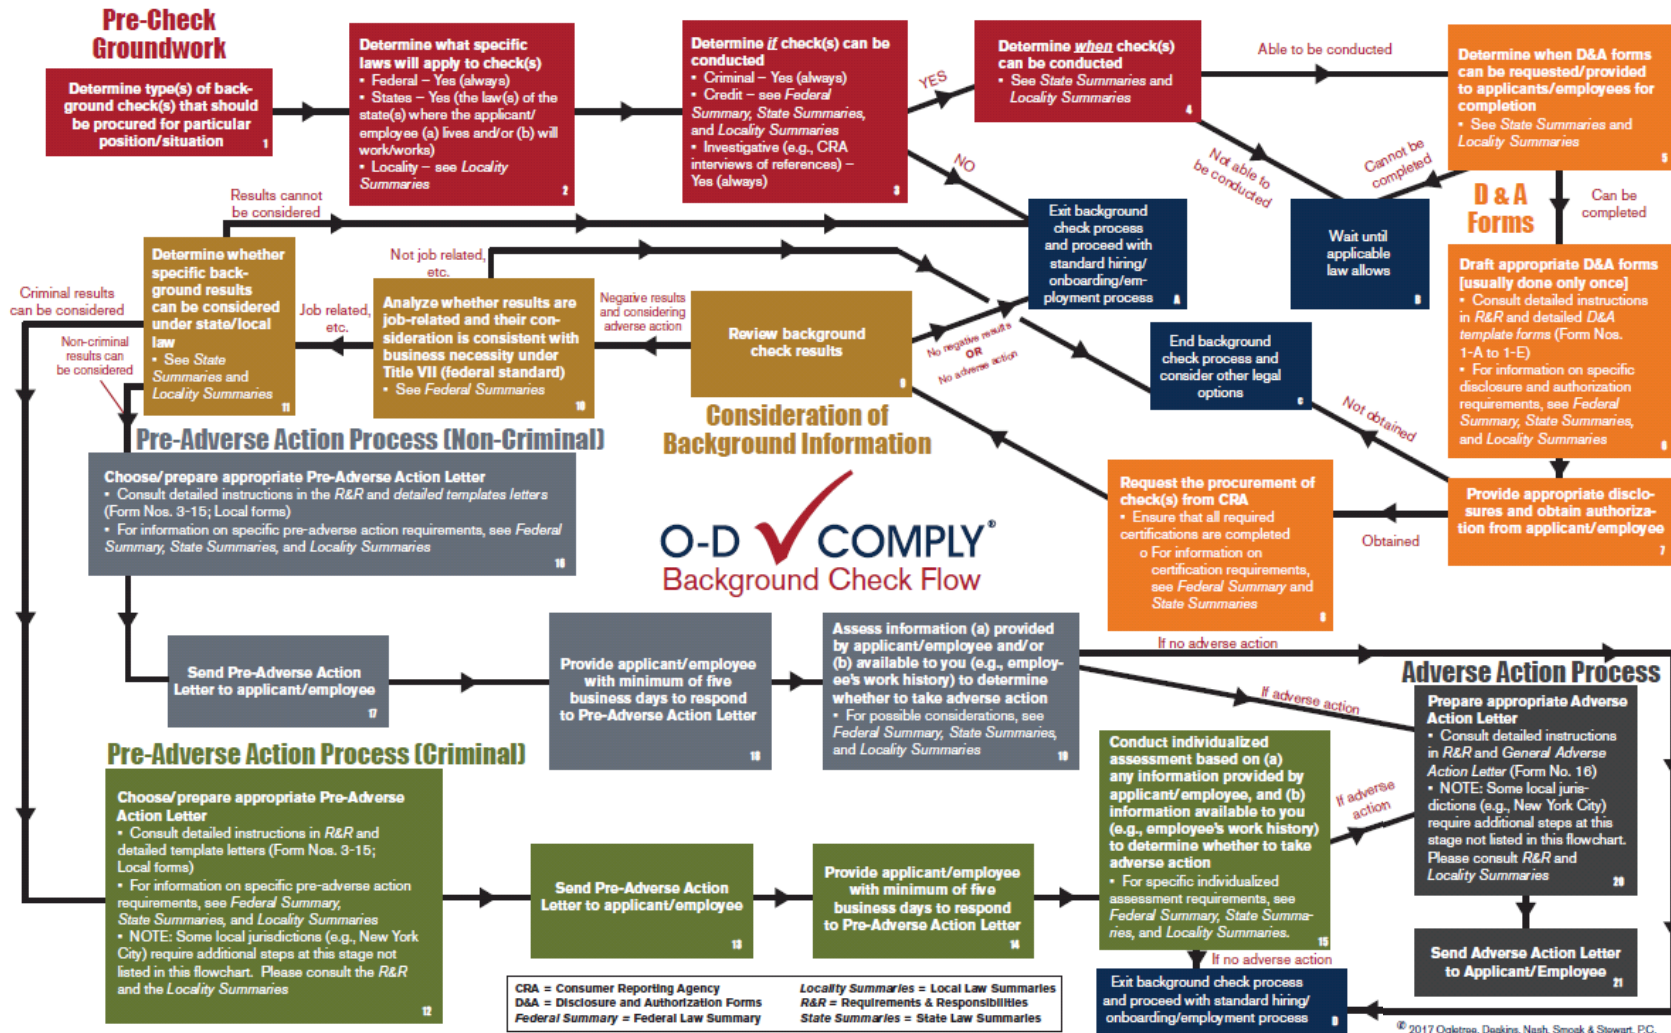 Pre-Check
Groundwork
Determine type(s) of back-
ground check(s) that should
be procured for particular
position/situation
1
Determine what specific
laws will apply to check(s)
• Federal – Yes (always)
• States – Yes (the law(s) of the
state(s) where the applicant/
employee (a) lives and/or (b) will
work/works)
• Locality – see Locality
Summaries
2
Determine if check(s) can be
conducted
• Criminal – Yes (always)
• Credit – see Federal
Summary, State Summaries,
and Locality Summaries
• Investigative (e.g., CRA
interviews of references) –
Yes (always)
3
YES
NO
Determine when check(s)
can be conducted
• See State Summaries and
Locality Summaries
4
Able to be conducted
Not able to
be conducted
Determine when D&A forms
can be requested/provided
to applicants/employees for
completion
• See State Summaries and
Locality Summaries
5
Cannot be
completed
Can be
completed
D & A
Forms
Exit background
check process
and proceed with
standard hiring/
onboarding/em-
ployment process
A
Wait until
applicable
law allows
B
Draft appropriate D&A forms
[usually done only once]
• Consult detailed instructions
in R&R and detailed D&A
template forms (Form Nos.
1-A to 1-E)
• For information on specific
disclosure and authorization
requirements, see Federal
Summary, State Summaries,
and Locality Summaries
6
Results cannot
be considered
Determine whether
specific back-
ground results
can be considered
under state/local
law
• See State
Summaries and
Locality Summaries
11
Criminal results
can be considered
Non-criminal
results can
be considered
Not job related,
etc.
Job related,
etc.
Analyze whether results are
job-related and their con-
sideration is consistent with
business necessity under
Title VII (federal standard)
• See Federal Summaries
10
Negative results
and considering
adverse action
Review background
check results
9
No negative results
OR
No adverse action
Consideration of
Background Information
End background
check process and
consider other legal
options
C
Not obtained
Provide appropriate disclo-
sures and obtain authoriza-
tion from applicant/employee
7
Obtained
Request the procurement of
check(s) from CRA
• Ensure that all required
certifications are completed
o For information on
certification requirements,
see Federal Summary and
State Summaries
8
O-D COMPLY®
Background Check Flow
Pre-Adverse Action Process (Non-Criminal)
Choose/prepare appropriate Pre-Adverse Action Letter
• Consult detailed instructions in the R&R and detailed templates letters
(Form Nos. 3-15; Local forms)
• For information on specific pre-adverse action requirements, see Federal
Summary, State Summaries, and Locality Summaries
16
Send Pre-Adverse Action
Letter to applicant/employee
17
Provide applicant/employee
with minimum of five
business days to respond
to Pre-Adverse Action Letter
18
Assess information (a) provided
by applicant/employee and/or
(b) available to you (e.g., employ-
ee's work history) to determine
whether to take adverse action
• For possible considerations, see
Federal Summary, State Summaries,
and Locality Summaries
19
If no adverse action
If adverse action
Pre-Adverse Action Process (Criminal)
Choose/prepare appropriate Pre-Adverse
Action Letter
• Consult detailed instructions in R&R and
detailed template letters (Form Nos. 3-15;
Local forms)
• For information on specific pre-adverse action
requirements, see Federal Summary,
State Summaries, and Locality Summaries
• NOTE: Some local jurisdictions (e.g., New York
City) require additional steps at this stage not
listed in this flowchart. Please consult the R&R
and the Locality Summaries
12
Send Pre-Adverse Action
Letter to applicant/employee
13
Provide applicant/employee
with minimum of five
business days to respond
to Pre-Adverse Action Letter
14
Conduct individualized
assessment based on (a)
any information provided by
applicant/employee, and (b)
information available to you
(e.g., employee's work history)
to determine whether to take
adverse action
• For specific individualized
assessment requirements, see
Federal Summary, State Summa-
ries, and Locality Summaries.
15
If adverse
action
If no adverse action
Adverse Action Process
Prepare appropriate Adverse
Action Letter
• Consult detailed instructions
in R&R and General Adverse
Action Letter (Form No. 16)
• NOTE: Some local juris-
dictions (e.g., New York City)
require additional steps at this
stage not listed in this flowchart.
Please consult R&R and
Locality Summaries
20
Send Adverse Action Letter
to Applicant/Employee
21
Exit background check process
and proceed with standard hiring/
onboarding/employment process
D
CRA = Consumer Reporting Agency
D&A = Disclosure and Authorization Forms
Federal Summary = Federal Law Summary
Locality Summaries = Local Law Summaries
R&R = Requirements & Responsibilities
State Summaries = State Law Summaries
© 2017 Ogletree, Deakins, Nash, Smoak & Stewart, P.C.